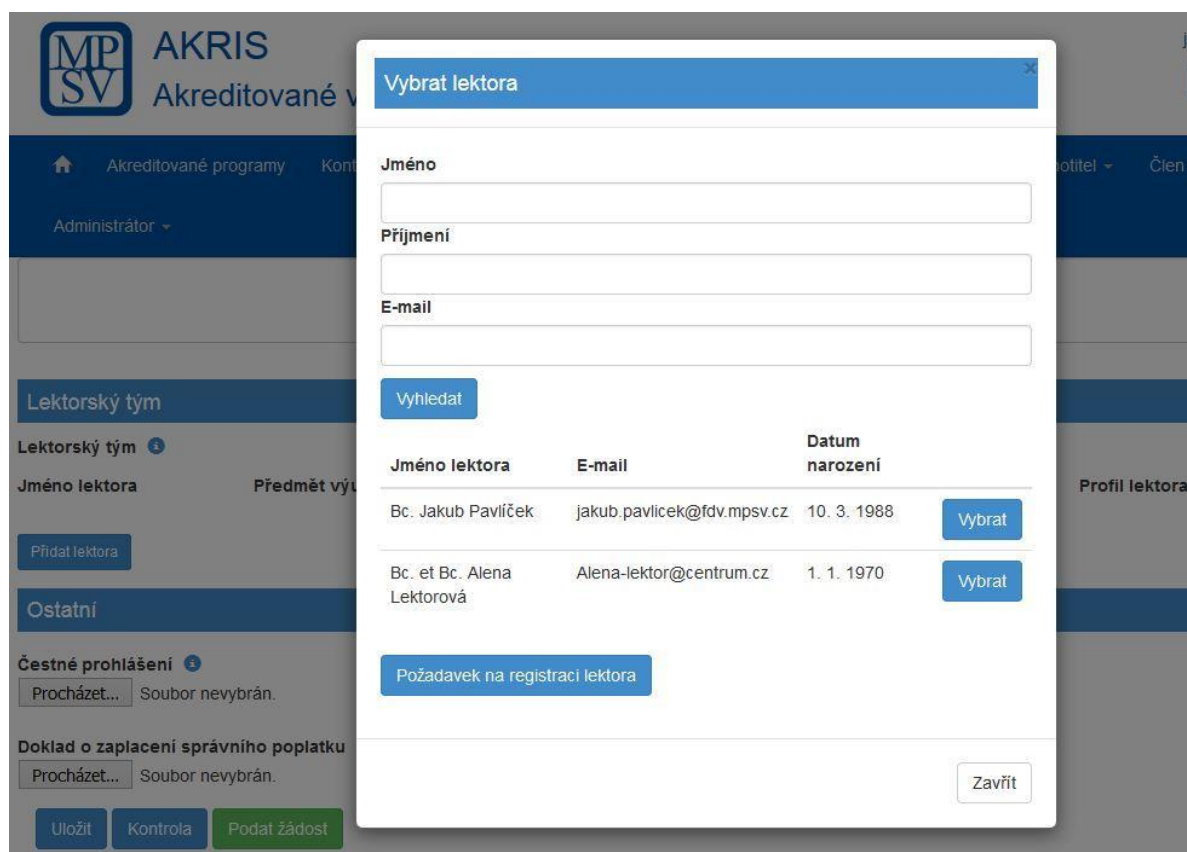 MPSV
AKRIS
Akreditované v
j
Akreditované programy Kont
notitel Člen
Administrátor
Vybrat lektora
×
Jméno
Příjmení
E-mail
Vyhledat
Jméno lektora E-mail Datum narození
Bc. Jakub Pavlíček jakub.pavlicek@fdv.mpsv.cz 10. 3. 1988 Vybrat
Bc. et Bc. Alena Alena-lektor@centrum.cz 1. 1. 1970 Vybrat
Lektorová
Požadavek na registraci lektora
Zavřít
Lektorský tým
Lektorský tým
Jméno lektora Předmět výu Profil lektora
Přidat lektora
Ostatní
Čestné prohlášení
Procházet... Soubor nevybrán.
Doklad o zaplacení správního poplatku
Procházet... Soubor nevybrán.
Uložit Kontrola Podat žádost